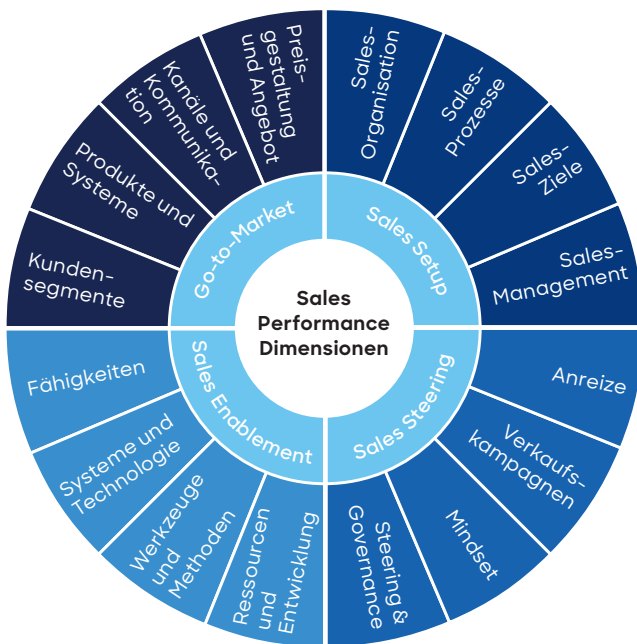 Sales
Performance
Dimensionen
Go-to-Market
Kunden-
segmente
Produkte und
Systeme
Kanäle und
Kommunika-
tion
Preis-
gestaltung
und Angebot
Sales Setup
Sales-
Organisation
Sales-
Prozesse
Sales-
Ziele
Sales-
Management
Sales Steering
Anreize
Verkaufs-
kampagnen
Mindset
Steering &
Governance
Sales Enablement
Ressourcen
und
Entwicklung
Werkzeuge
und
Methoden
Systeme und
Technologie
Fähigkeiten